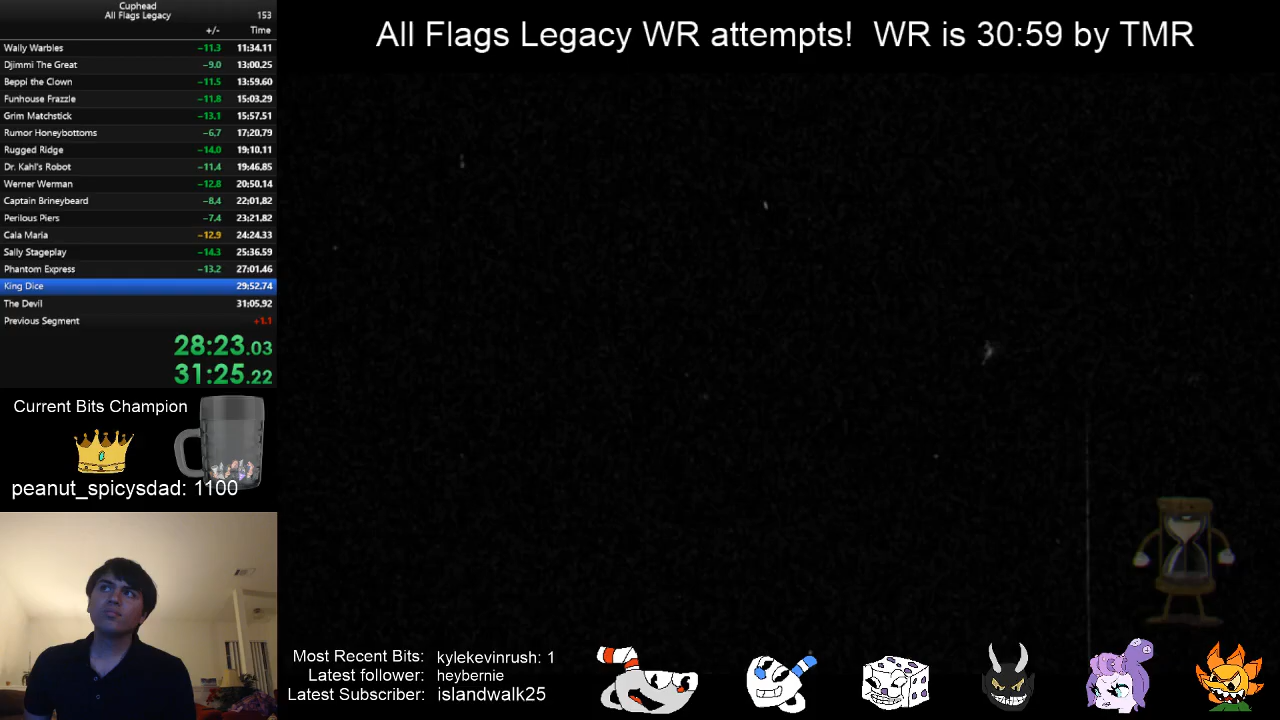 Cuphead
All Flags Legacy 153
+/- Time
Wally Warbles -11.3 11:34.11
Djimmi The Great -9.0 13:00.25
Beppi the Clown -11.5 13:59.60
Funhouse Frazzle -11.8 15:03.29
Grim Matchstick -13.1 15:57.51
Rumor Honeybottoms -6.7 17:20.79
Rugged Ridge -14.0 19:10.11
Dr. Kahl's Robot -11.4 19:46.85
Werner Werman -12.8 20:50.14
Captain Brineybeard -8.4 22:01.82
Perilous Piers -7.4 23:21.82
Cala Maria -12.9 24:24.33
Sally Stageplay -14.3 25:36.59
Phantom Express -13.2 27:01.46
King Dice 29:52.74
The Devil 31:05.92
Previous Segment +1.1
28:23.03
31:25.22
Current Bits Champion
peanut_spicysdad: 1100
All Flags Legacy WR attempts! WR is 30:59 by TMR
Most Recent Bits: kylekevinrush: 1
Latest follower: heybernie
Latest Subscriber: islandwalk25